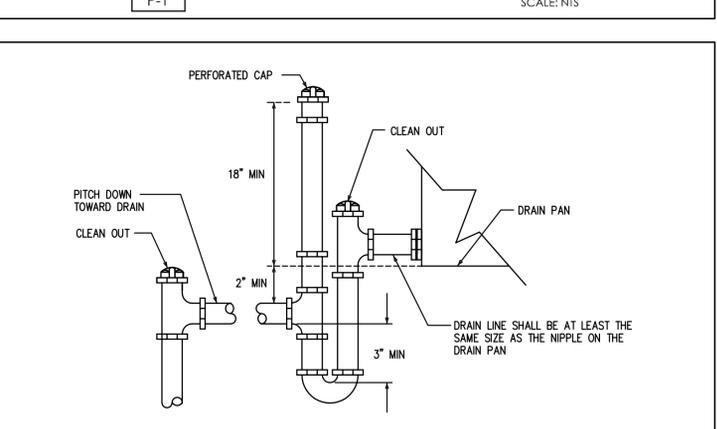 P-1
SCALE: NTS
PERFORATED CAP
CLEAN OUT
18" MIN
PITCH DOWN
TOWARD DRAIN
DRAIN PAN
CLEAN OUT
2" MIN
DRAIN LINE SHALL BE AT LEAST THE
SAME SIZE AS THE NIPPLE ON THE
DRAIN PAN
3" MIN